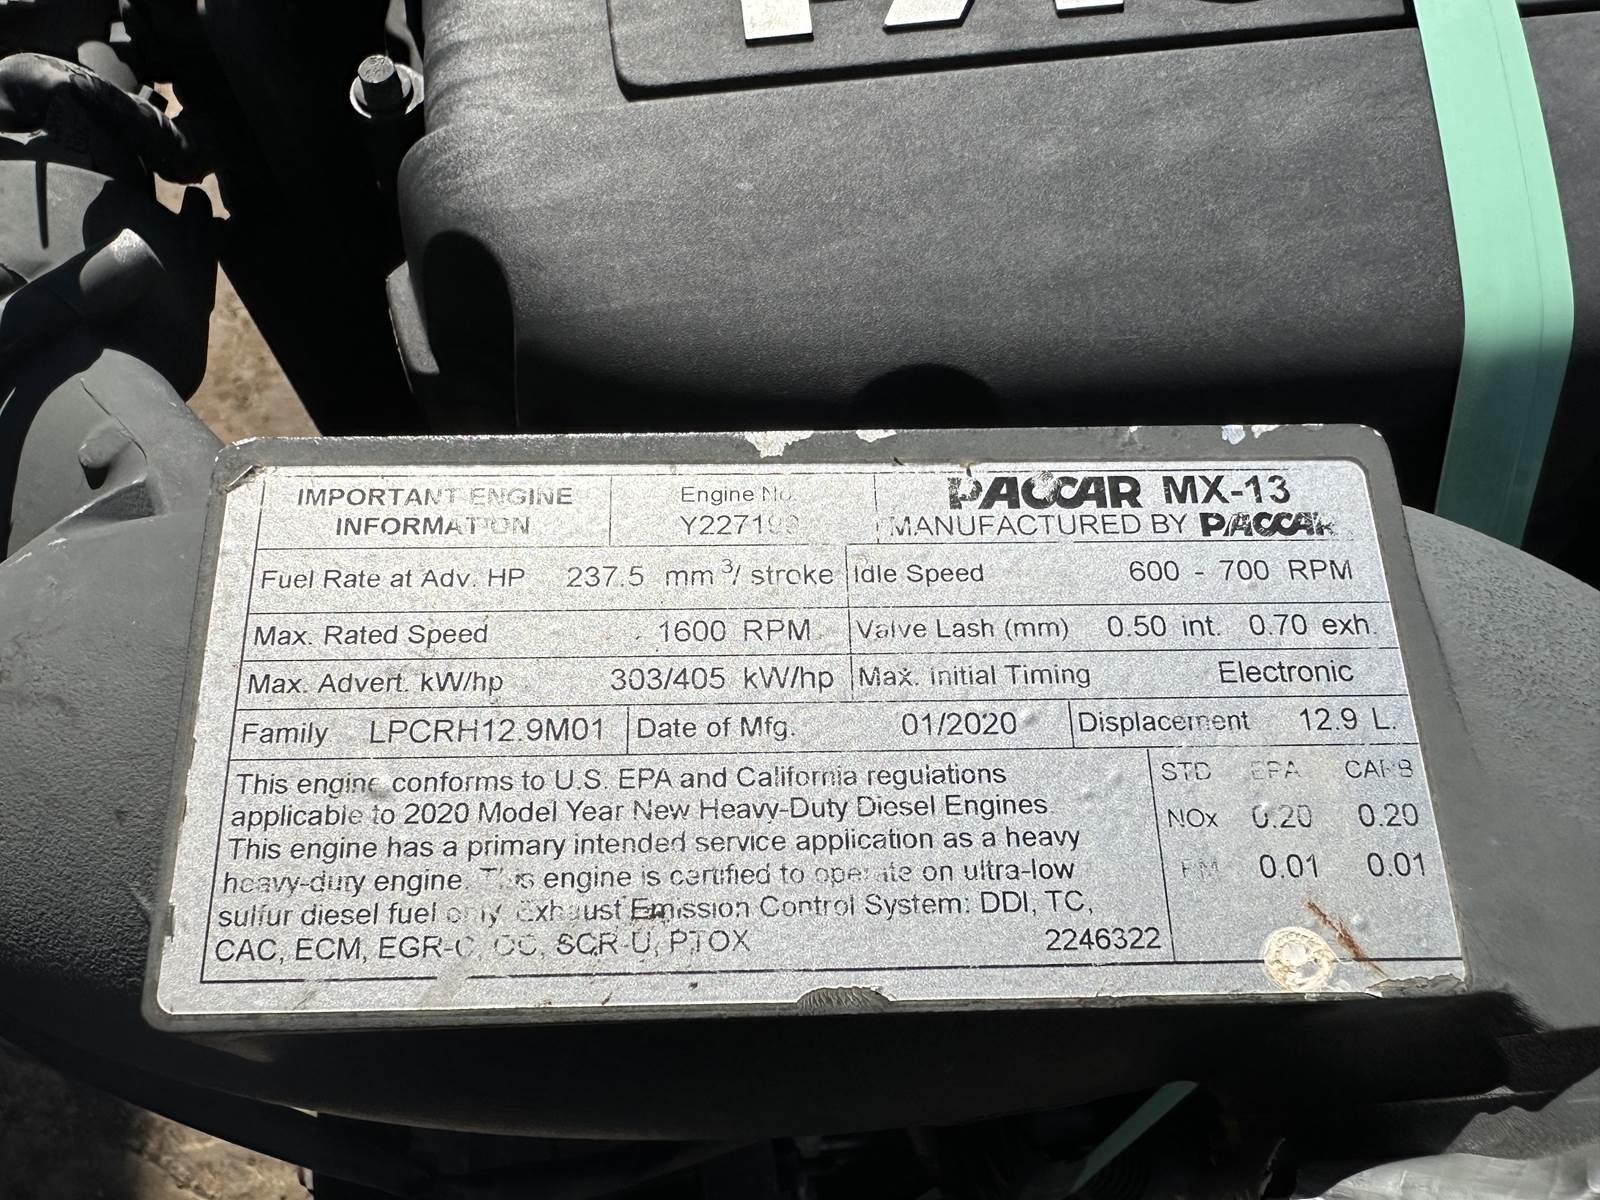 IMPORTANT ENGINE
INFORMATION
Engine No.
PACCAR MX-13
MANUFACTURED BY PACCAR
Fuel Rate at Adv. HP 237.5 mm³/ stroke
Idle Speed 600 - 700 RPM
Max. Rated Speed 1600 RPM
Valve Lash (mm) 0.50 int. 0.70 exh.
Max. Advert. kW/hp 303/405 kW/hp
Max. Initial Timing Electronic
Family LPCRH12.9M01
Date of Mfg. 01/2020
Displacement 12.9 L.
This engine conforms to U.S. EPA and California regulations
applicable to 2020 Model Year New Heavy-Duty Diesel Engines.
This engine has a primary intended service application as a heavy
heavy-duty engine. This engine is certified to operate on ultra-low
sulfur diesel fuel only. Exhaust Emission Control System: DDI, TC,
CAC, ECM, EGR-C, OC, SCR-U, PTOX
2246322
STD EPA CARB
NOx 0.20 0.20
PM 0.01 0.01